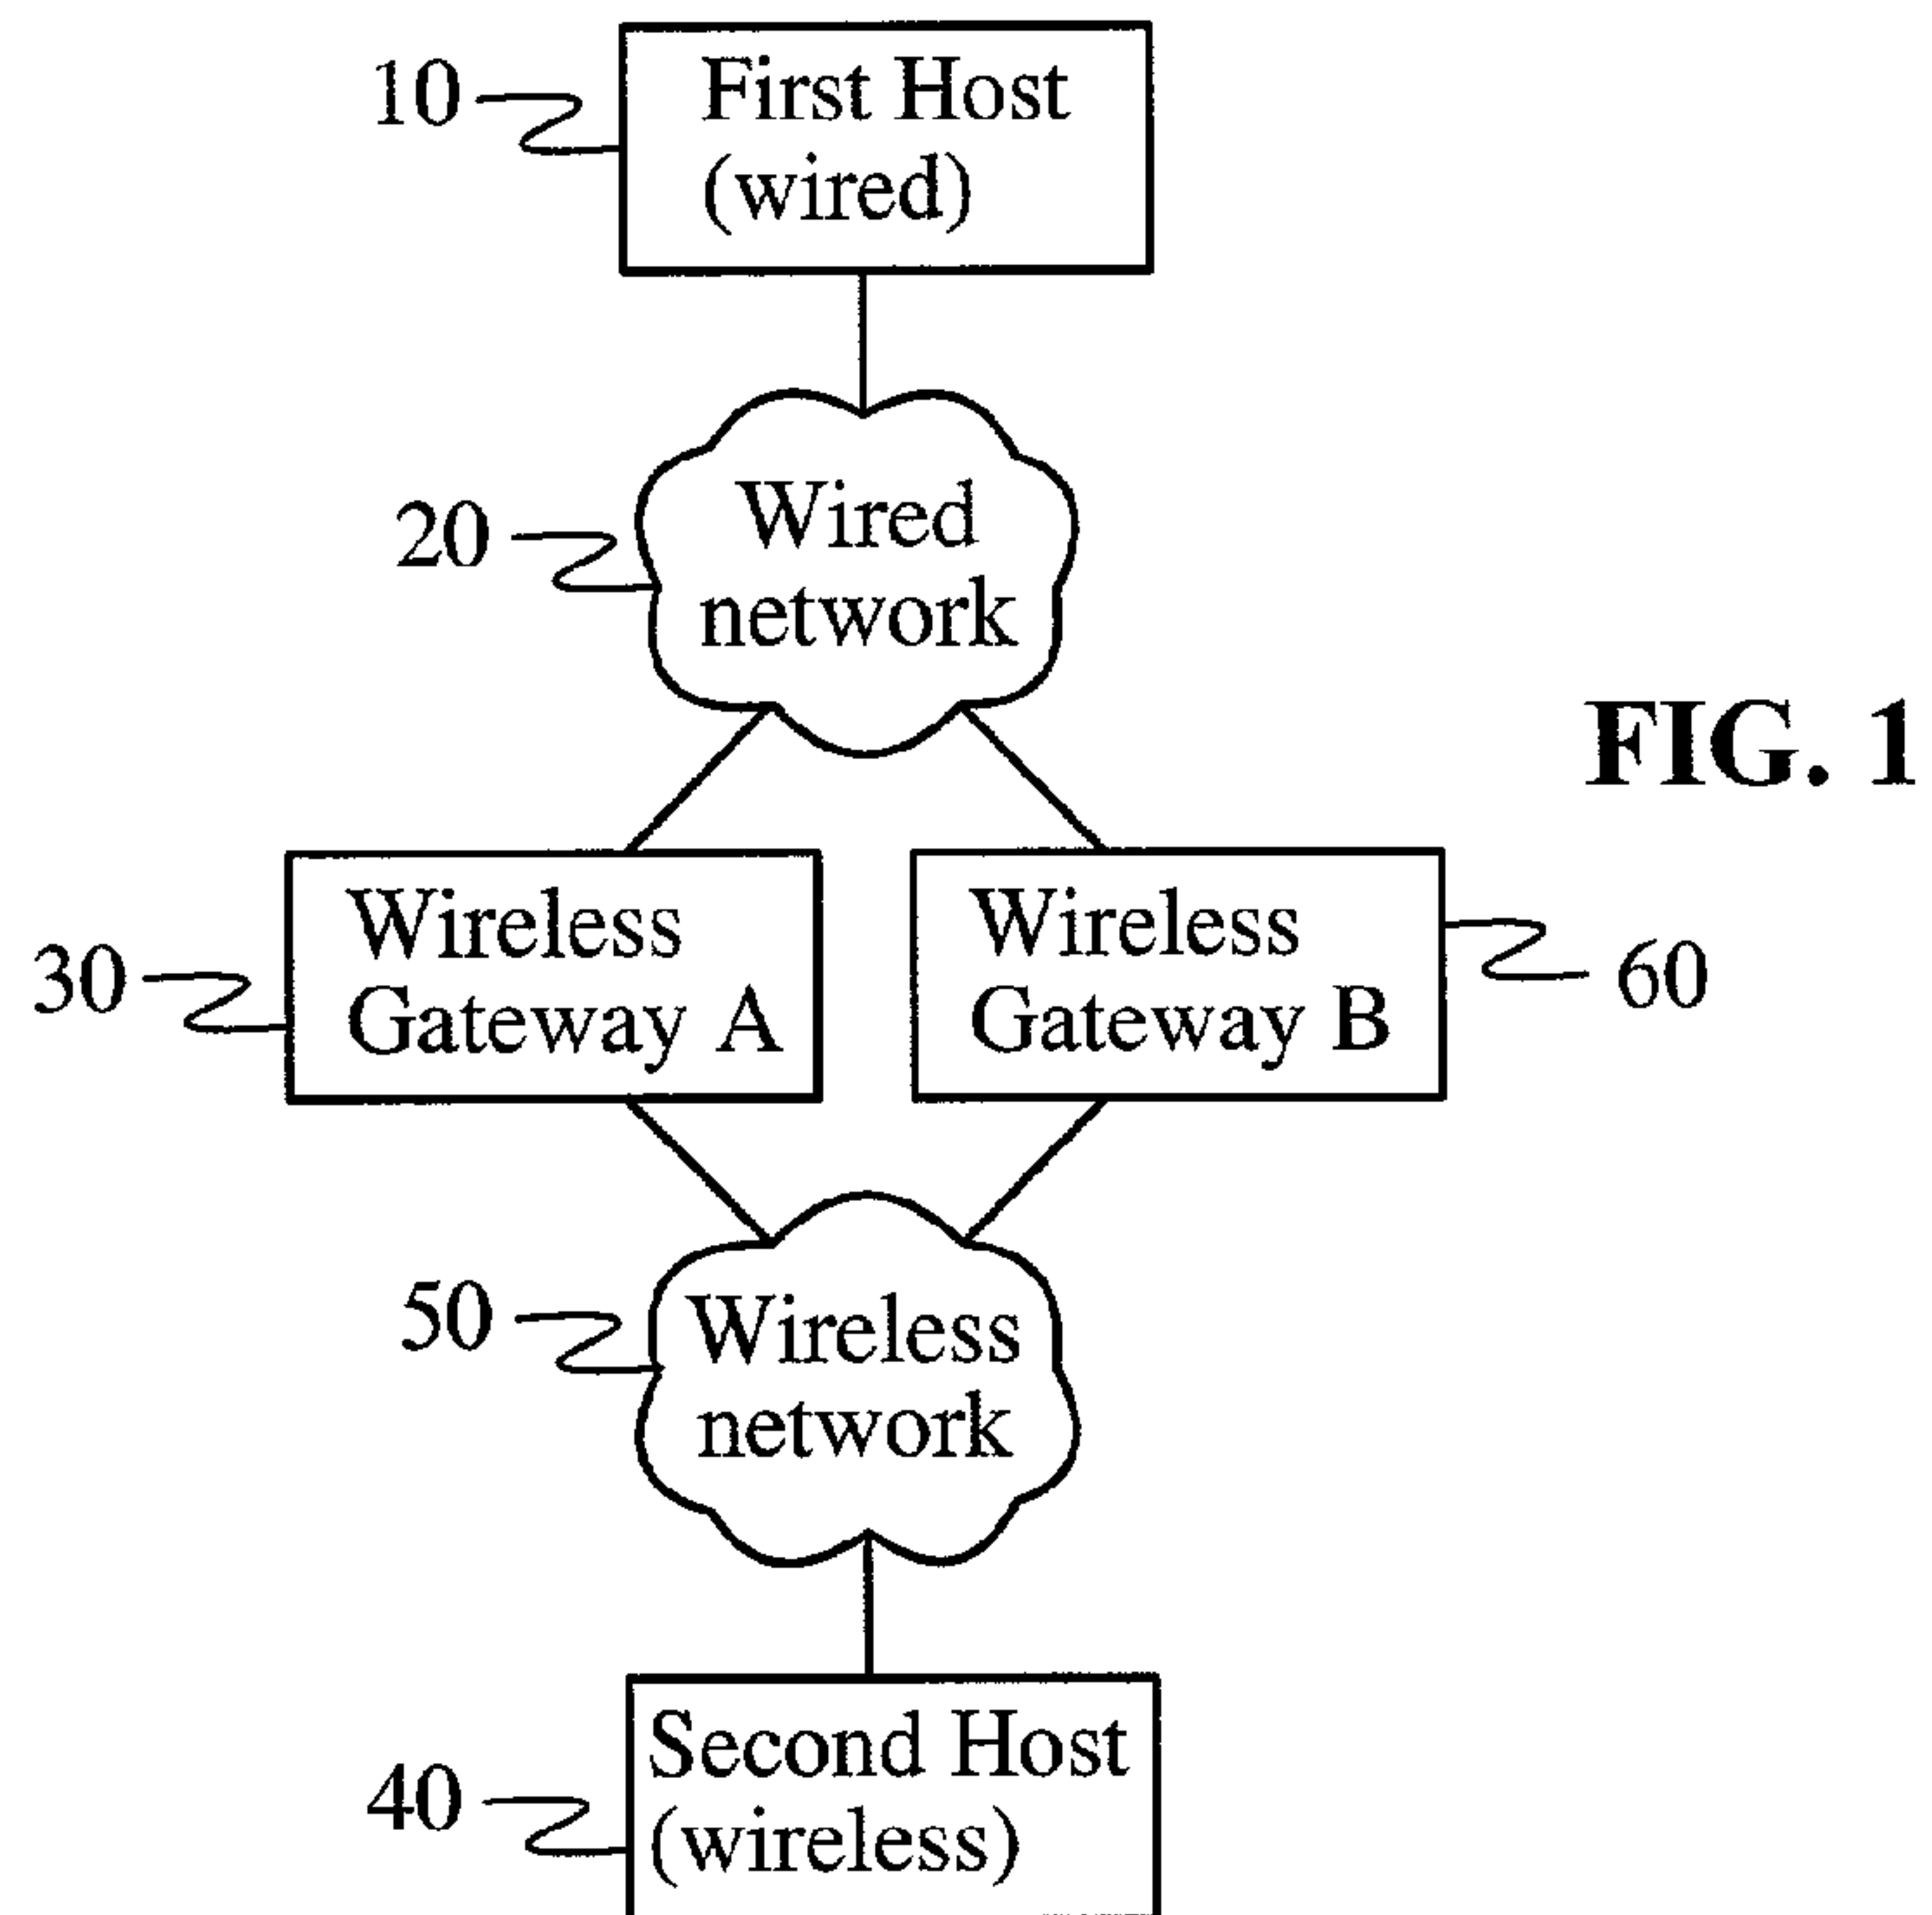 10
First Host
(wired)
20
Wired
network
FIG. 1
30
Wireless
Gateway A
Wireless
Gateway B
60
50
Wireless
network
40
Second Host
(wireless)